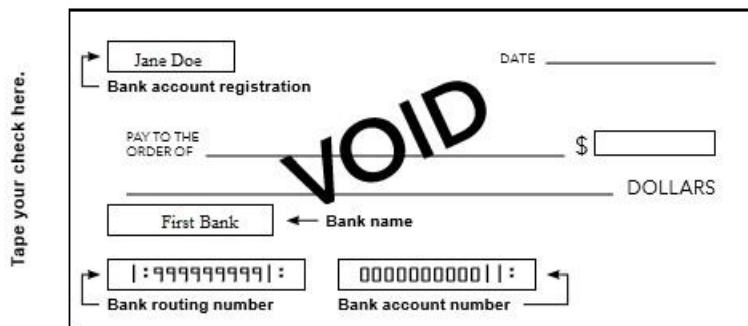 Tape your check here.
Jane Doe
DATE
Bank account registration
VOID
PAY TO THE
ORDER OF
$
DOLLARS
First Bank
Bank name
|:999999999|:
0000000000||:
Bank routing number
Bank account number